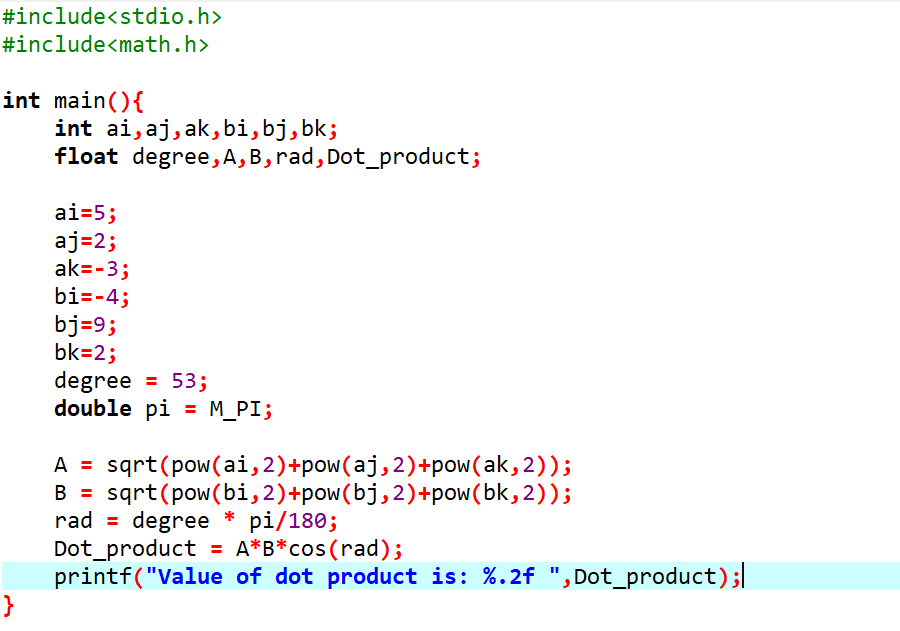 #include<stdio.h>
#include<math.h>
int main(){
int ai,aj,ak,bi,bj,bk;
float degree,A,B,rad,Dot_product;
ai=5;
aj=2;
ak=-3;
bi=-4;
bj=9;
bk=2;
degree = 53;
double pi = M_PI;
A = sqrt(pow(ai,2)+pow(aj,2)+pow(ak,2));
B = sqrt(pow(bi,2)+pow(bj,2)+pow(bk,2));
rad = degree * pi/180;
Dot_product = A*B*cos(rad);
printf("Value of dot product is: %.2f ",Dot_product);
}